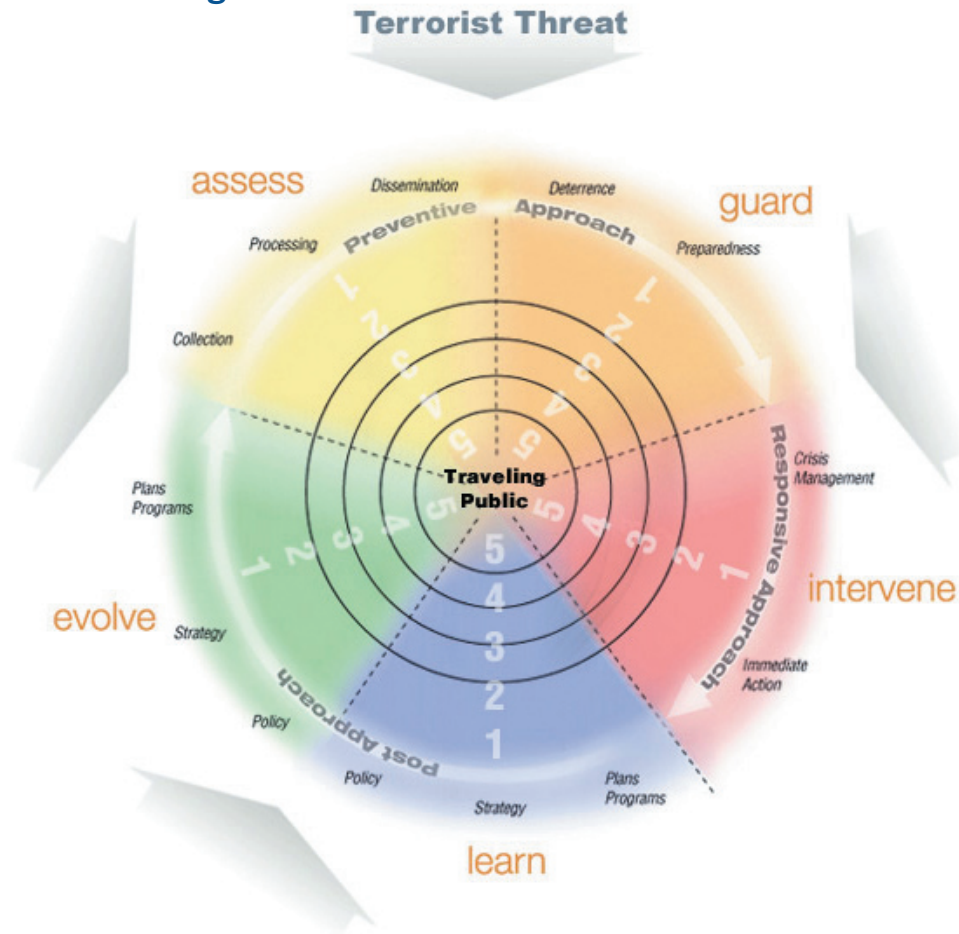 Terrorist Threat
assess
Dissemination
Deterrence
guard
Preventive Approach
Processing
Preparedness
Collection
1 2 3 4 5
1 2 3 4 5
Traveling
Public
Crisis
Management
Responsive Approach
1 2 3 4 5
intervene
Immediate
Action
Plans
Programs
1 2 3 4 5
evolve
Strategy
Policy
Post Approach
5
4
3
2
1
Policy
Strategy
Plans
Programs
learn